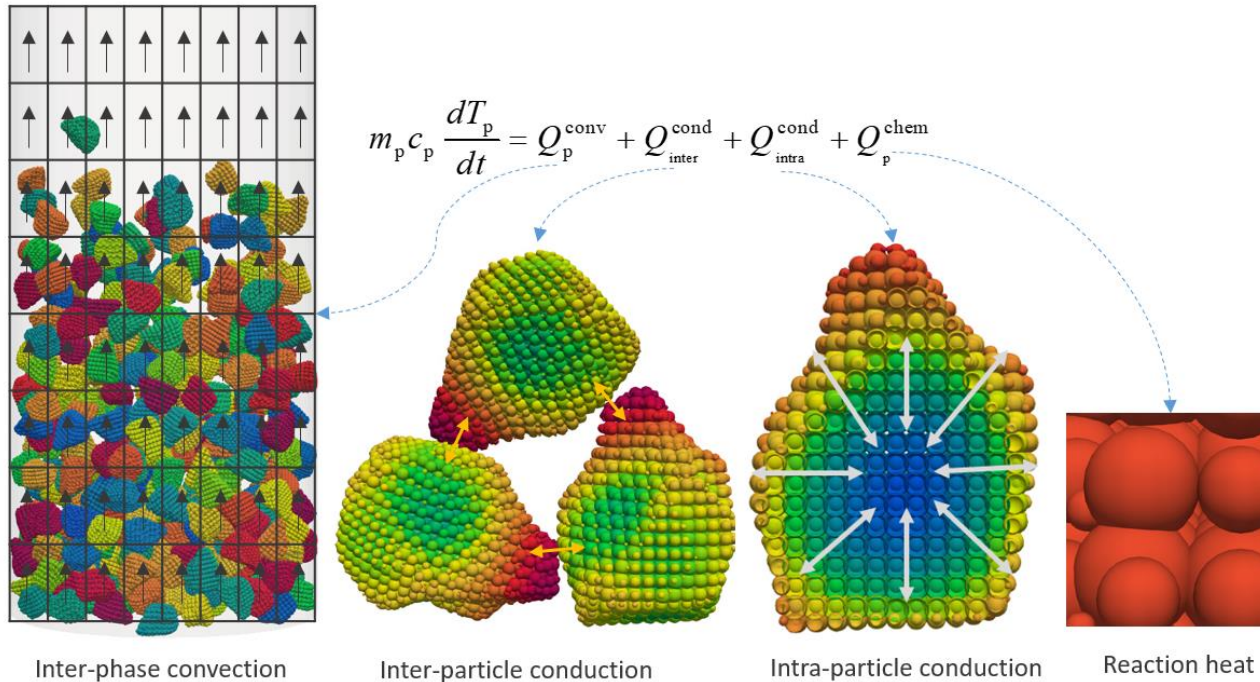 m_p c_p dT_p/dt = Q_p^conv + Q_inter^cond + Q_intra^cond + Q_p^chem
Inter-phase convection
Inter-particle conduction
Intra-particle conduction
Reaction heat